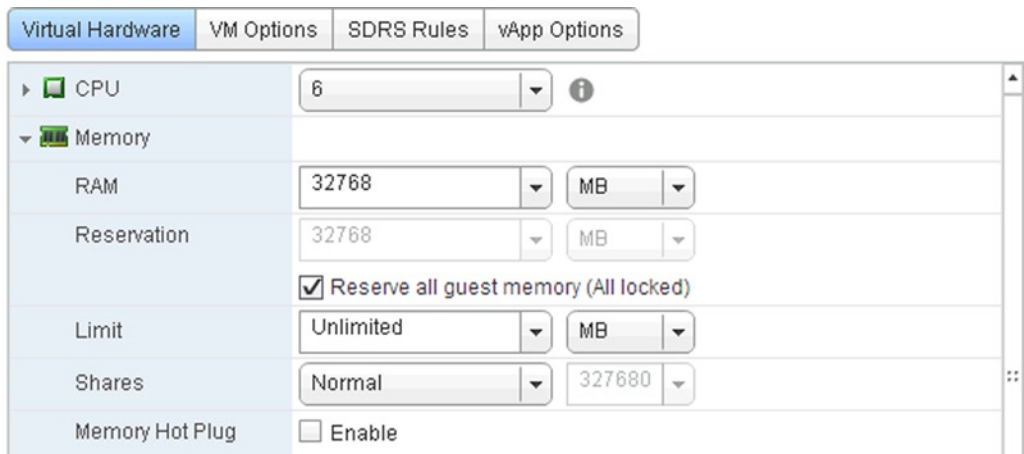 Virtual Hardware VM Options SDRS Rules vApp Options
CPU 6
Memory
RAM 32768 MB
Reservation 32768 MB
Reserve all guest memory (All locked)
Limit Unlimited MB
Shares Normal 327680
Memory Hot Plug Enable